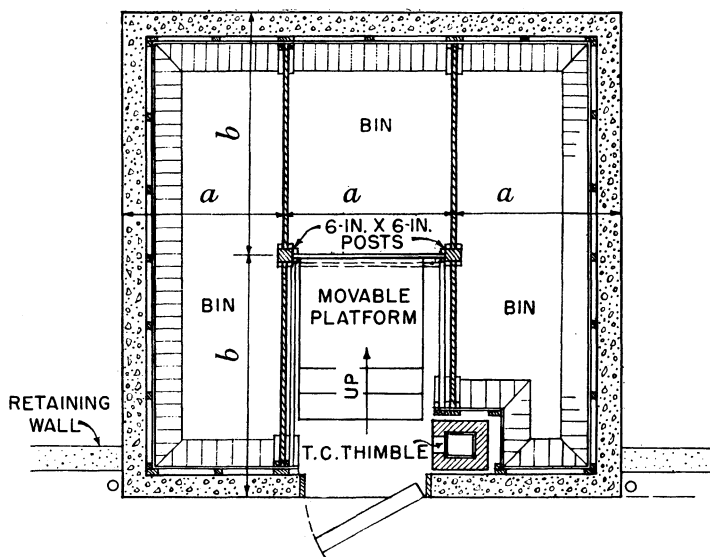 BIN
b
a
a
a
6-IN. X 6-IN.
POSTS
MOVABLE
PLATFORM
BIN
b
BIN
UP
RETAINING
WALL
T.C. THIMBLE